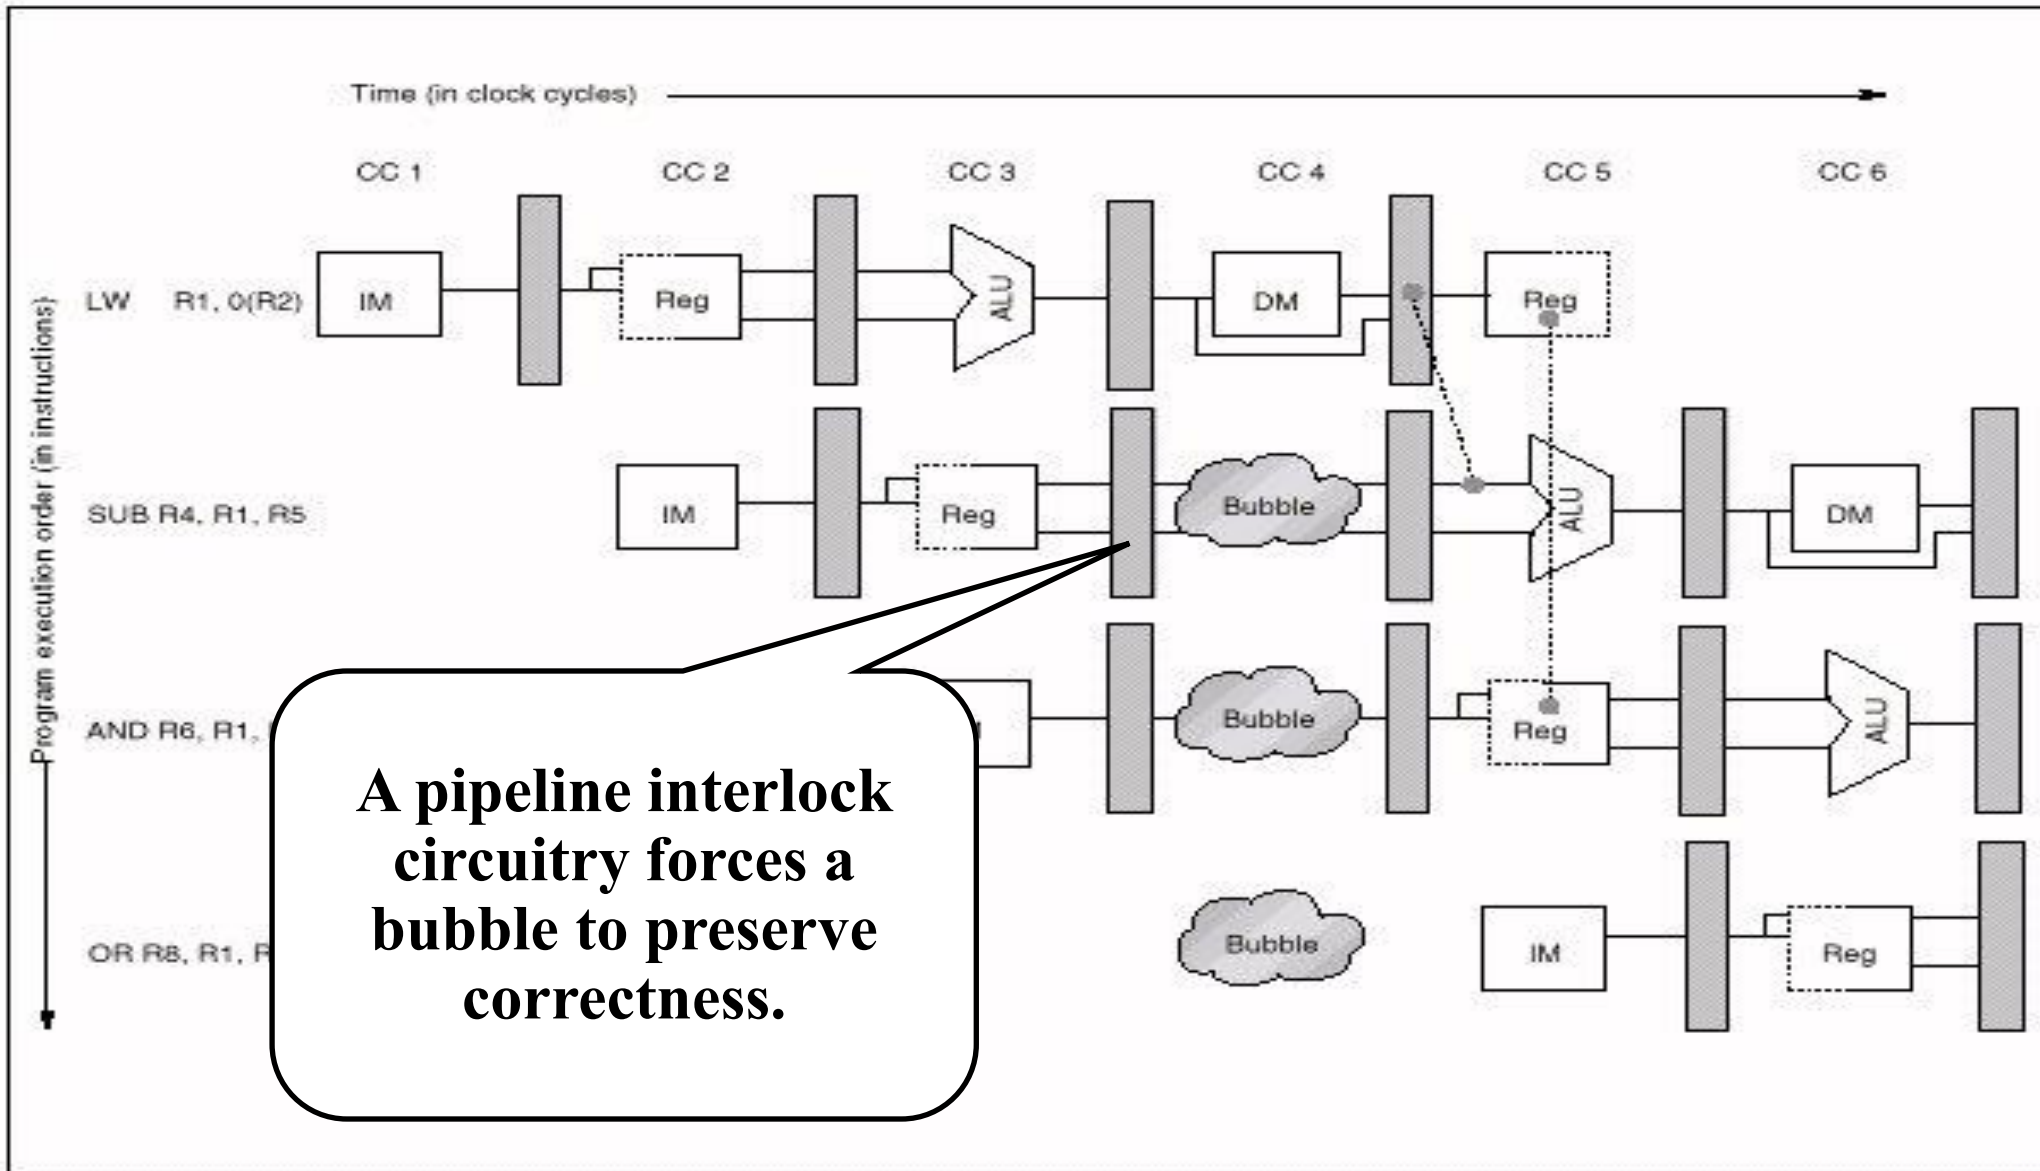 Time (in clock cycles)
CC 1 CC 2 CC 3 CC 4 CC 5 CC 6
Program execution order (in instructions)
LW R1, 0(R2) IM Reg ALU DM Reg
SUB R4, R1, R5 IM Reg Bubble ALU DM
AND R6, R1, Bubble Reg ALU
OR R8, R1, R Bubble IM Reg
A pipeline interlock
circuitry forces a
bubble to preserve
correctness.